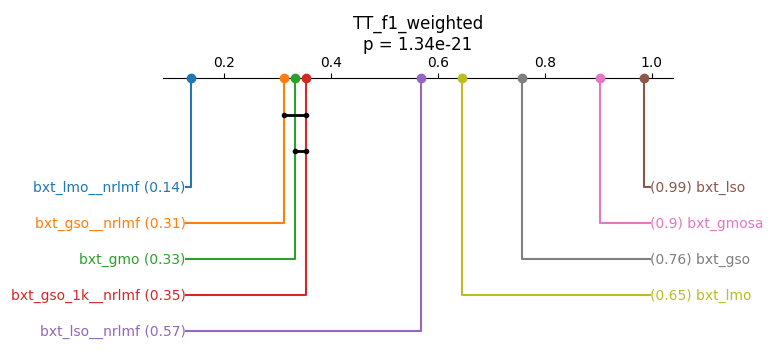 TT_f1_weighted
p = 1.34e-21
0.2 0.4 0.6 0.8 1.0
bxt_lmo__nrlmf (0.14) (0.99) bxt_lso
bxt_gso__nrlmf (0.31) (0.9) bxt_gmosa
bxt_gmo (0.33) (0.76) bxt_gso
bxt_gso_1k__nrlmf (0.35) (0.65) bxt_lmo
bxt_lso__nrlmf (0.57)